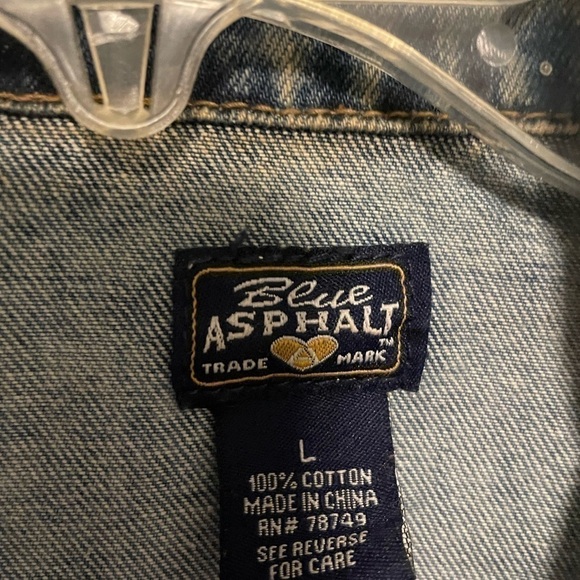 Blue
ASPHALT
TM
TRADE MARK
L
100% COTTON
MADE IN CHINA
RN# 78749
SEE REVERSE
FOR CARE